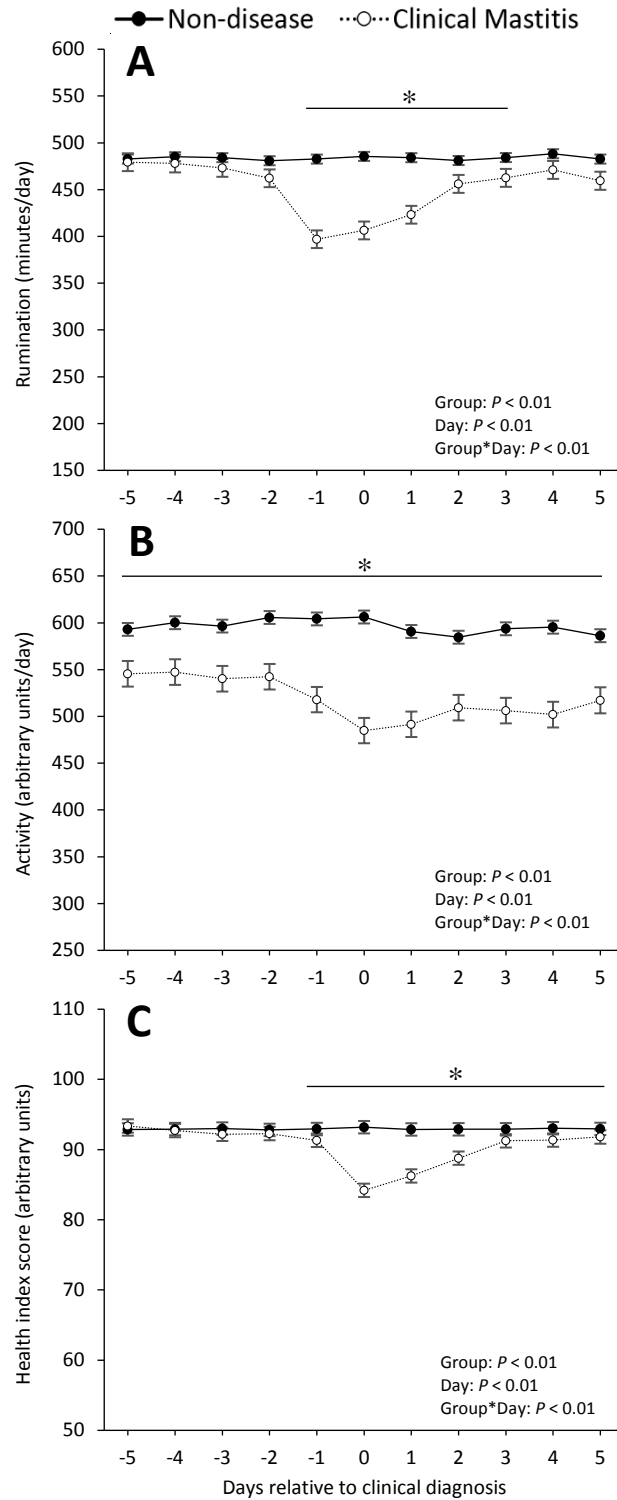 Non-disease Clinical Mastitis
A
*
Rumination (minutes/day)
600
550
500
450
400
350
300
250
200
150
Group: P < 0.01
Day: P < 0.01
Group*Day: P < 0.01
-5 -4 -3 -2 -1 0 1 2 3 4 5
B
*
Activity (arbitrary units/day)
700
650
600
550
500
450
400
350
300
250
Group: P < 0.01
Day: P < 0.01
Group*Day: P < 0.01
-5 -4 -3 -2 -1 0 1 2 3 4 5
C
*
Health index score (arbitrary units)
110
100
90
80
70
60
50
Group: P < 0.01
Day: P < 0.01
Group*Day: P < 0.01
-5 -4 -3 -2 -1 0 1 2 3 4 5
Days relative to clinical diagnosis